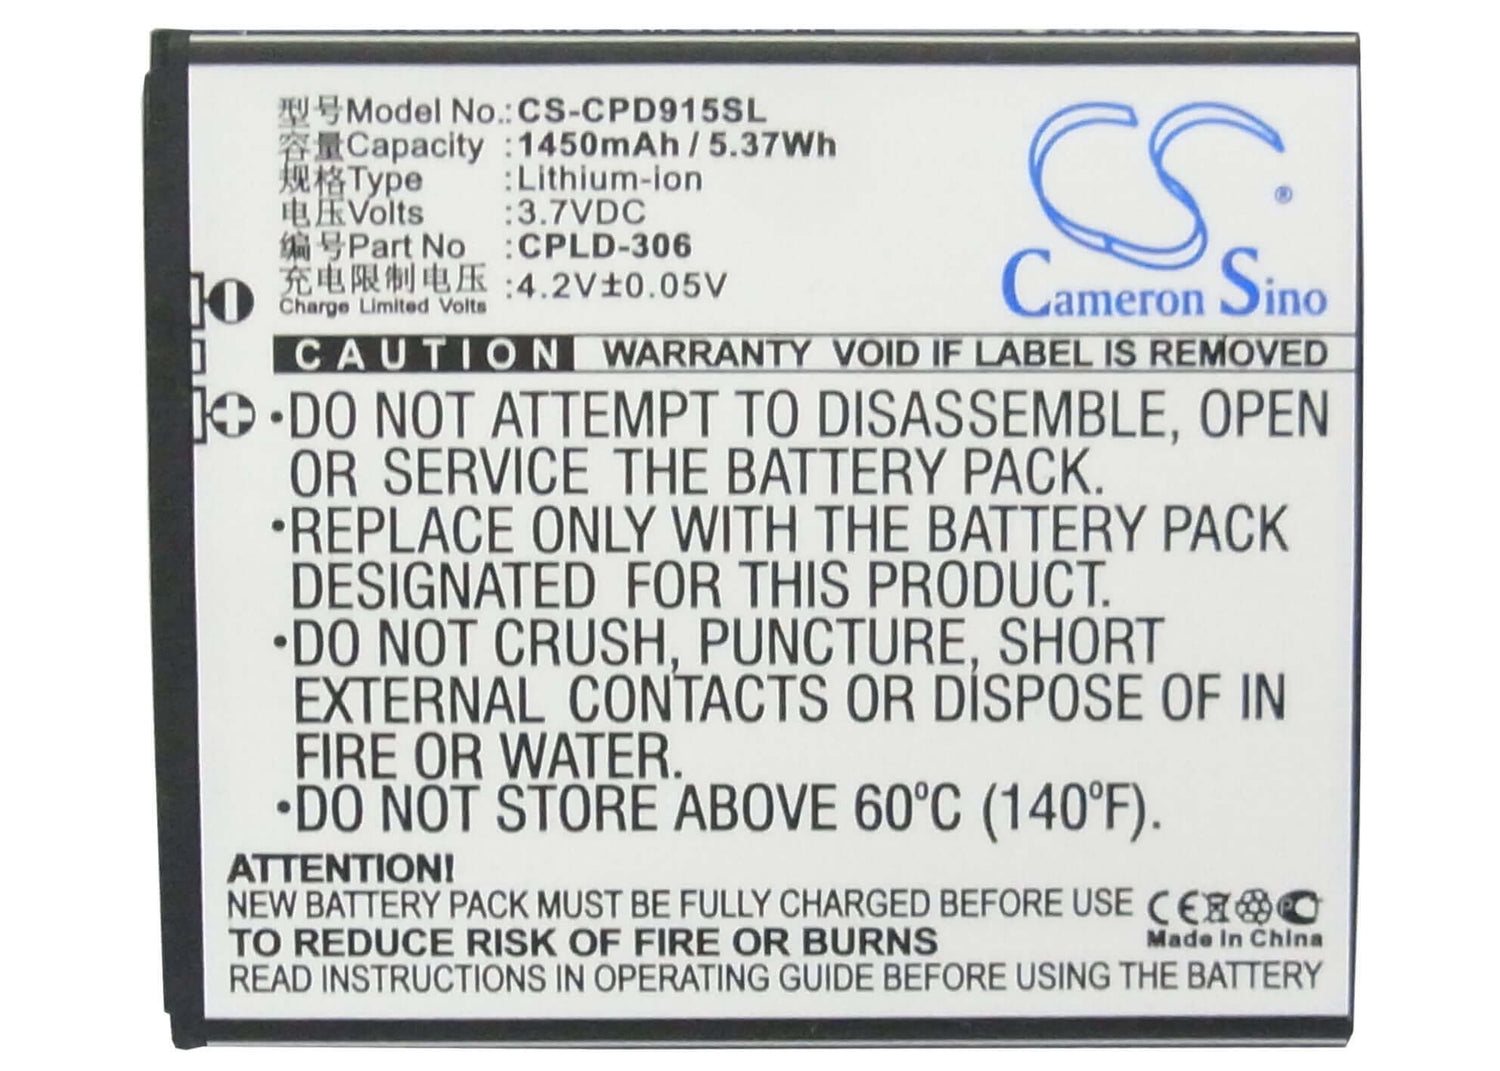 型号Model No.:CS-CPD915SL
容量Capacity :1450mAh / 5.37Wh
规格Type :Lithium-ion
电压Volts :3.7VDC
编号Part No :CPLD-306
充电限制电压 :4.2V±0.05V
Charge Limited Volts
CS®
Cameron Sino
CAUTION WARRANTY VOID IF LABEL IS REMOVED
•DO NOT ATTEMPT TO DISASSEMBLE, OPEN
OR SERVICE THE BATTERY PACK.
•REPLACE ONLY WITH THE BATTERY PACK
DESIGNATED FOR THIS PRODUCT.
•DO NOT CRUSH, PUNCTURE, SHORT
EXTERNAL CONTACTS OR DISPOSE OF IN
FIRE OR WATER.
•DO NOT STORE ABOVE 60°C (140°F).
ATTENTION!
NEW BATTERY PACK MUST BE FULLY CHARGED BEFORE USE CE
TO REDUCE RISK OF FIRE OR BURNS Made In China
READ INSTRUCTIONS IN OPERATING GUIDE BEFORE USING THE BATTERY